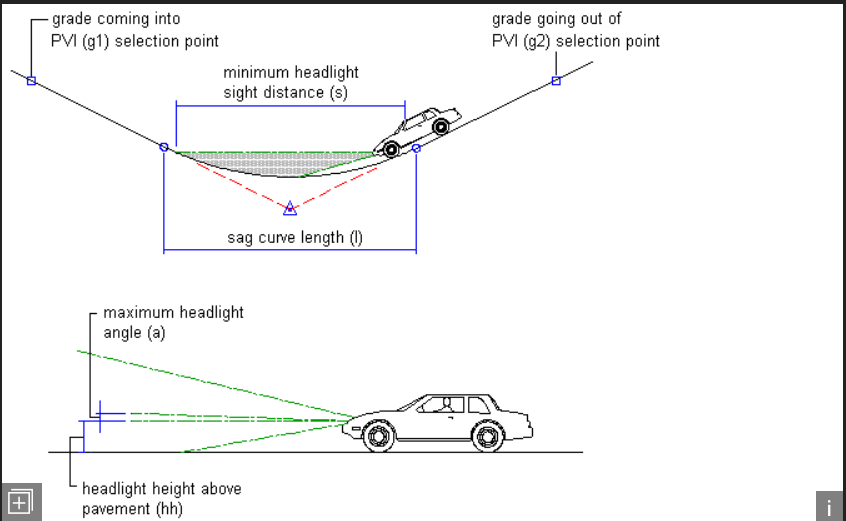 grade coming into
PVI (g1) selection point
grade going out of
PVI (g2) selection point
minimum headlight
sight distance (s)
sag curve length (l)
maximum headlight
angle (a)
headlight height above
pavement (hh)
i